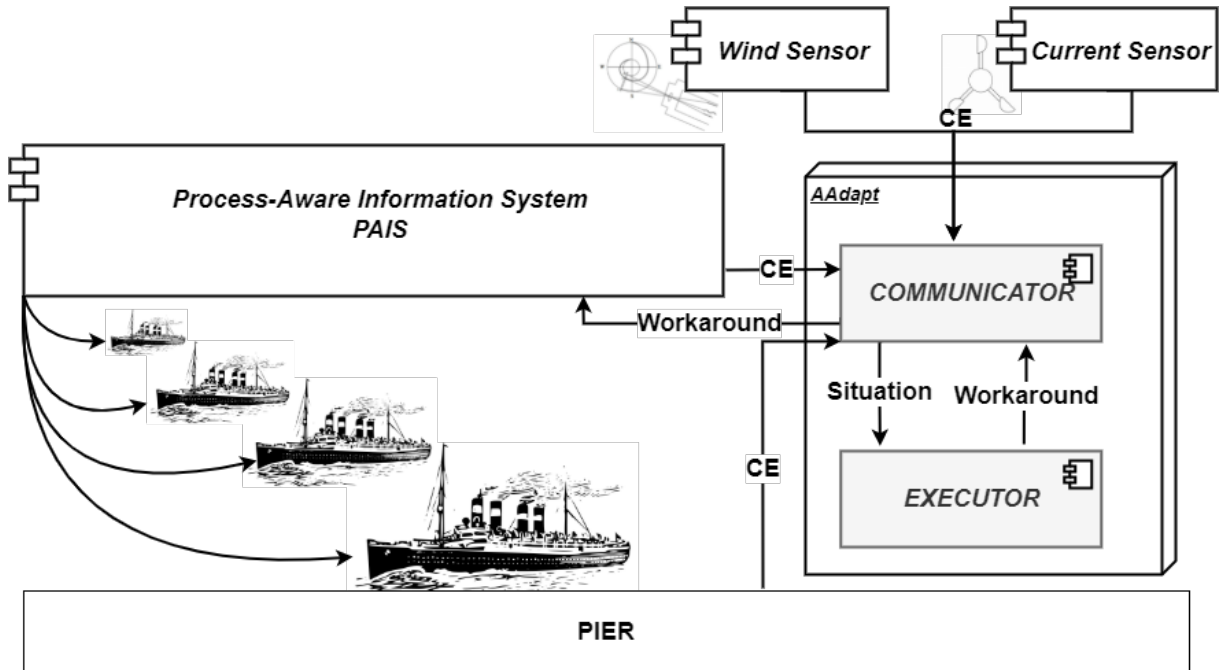 Wind Sensor
Current Sensor
CE
Process-Aware Information System
PAIS
AAdapt
CE
COMMUNICATOR
Workaround
Situation
Workaround
CE
EXECUTOR
PIER